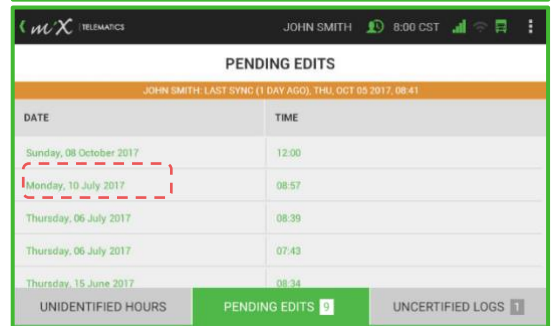 mix TELEMATICS JOHN SMITH 8:00 CST
PENDING EDITS
JOHN SMITH: LAST SYNC (1 DAY AGO), THU, OCT 05 2017, 08:41
DATE TIME
Sunday, 08 October 2017 12:00
Monday, 10 July 2017 08:57
Thursday, 06 July 2017 08:39
Thursday, 06 July 2017 07:43
Thursday, 15 June 2017 08:34
UNIDENTIFIED HOURS PENDING EDITS 9 UNCERTIFIED LOGS 1